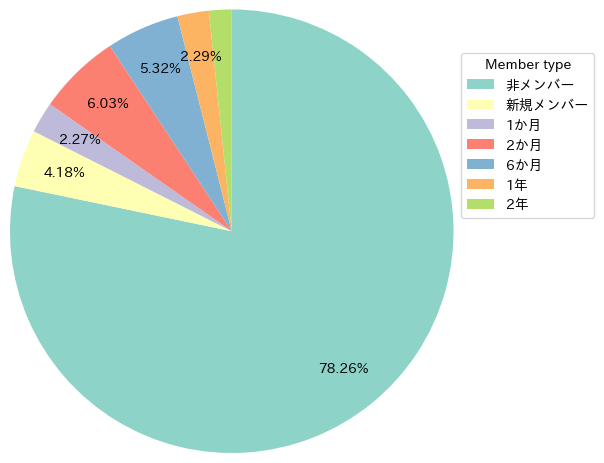 2.29%
5.32%
6.03%
2.27%
4.18%
78.26%
Member type
非メンバー
新規メンバー
1か月
2か月
6か月
1年
2年